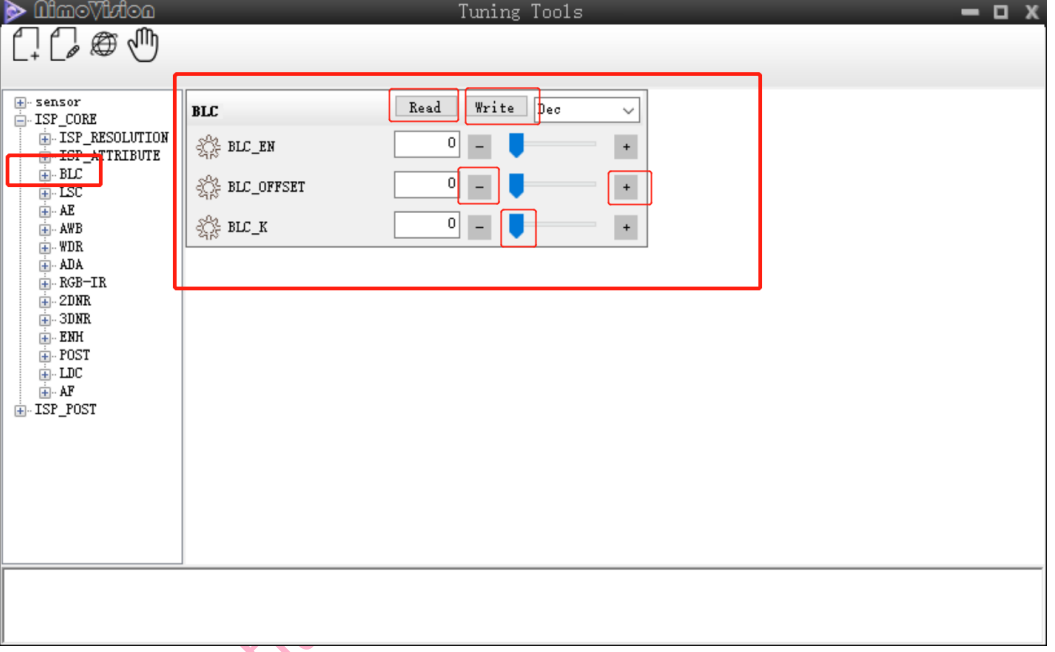 NimoVision
Tuning Tools
sensor
ISP_CORE
ISP_RESOLUTION
ISP_ATTRIBUTE
BLC
LSC
AE
AWB
WDR
ADA
RGB-IR
2DNR
3DNR
ENH
POST
LDC
AF
ISP_POST
BLC Read Write Dec
BLC_EN 0 - +
BLC_OFFSET 0 - +
BLC_K 0 - +